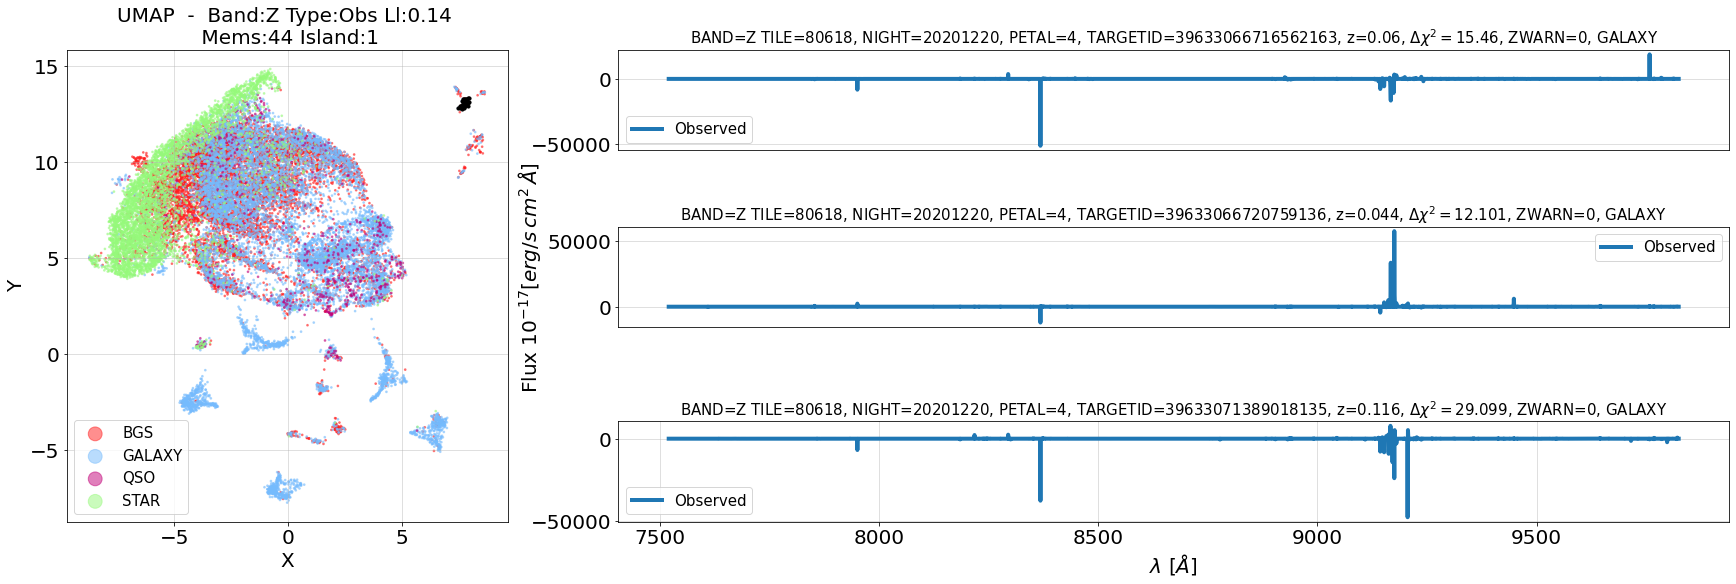 UMAP - Band:Z Type:Obs Ll:0.14
Mems:44 Island:1
15
10
5
0
−5
Y
BGS
GALAXY
QSO
STAR
−5
0
5
X
Flux 10⁻¹⁷[erg/s cm² Å]
BAND=Z TILE=80618, NIGHT=20201220, PETAL=4, TARGETID=39633066716562163, z=0.06, Δχ² = 15.46, ZWARN=0, GALAXY
0
−50000
Observed
BAND=Z TILE=80618, NIGHT=20201220, PETAL=4, TARGETID=39633066720759136, z=0.044, Δχ² = 12.101, ZWARN=0, GALAXY
50000
0
Observed
BAND=Z TILE=80618, NIGHT=20201220, PETAL=4, TARGETID=39633071389018135, z=0.116, Δχ² = 29.099, ZWARN=0, GALAXY
0
−50000
Observed
7500
8000
8500
9000
9500
λ [Å]